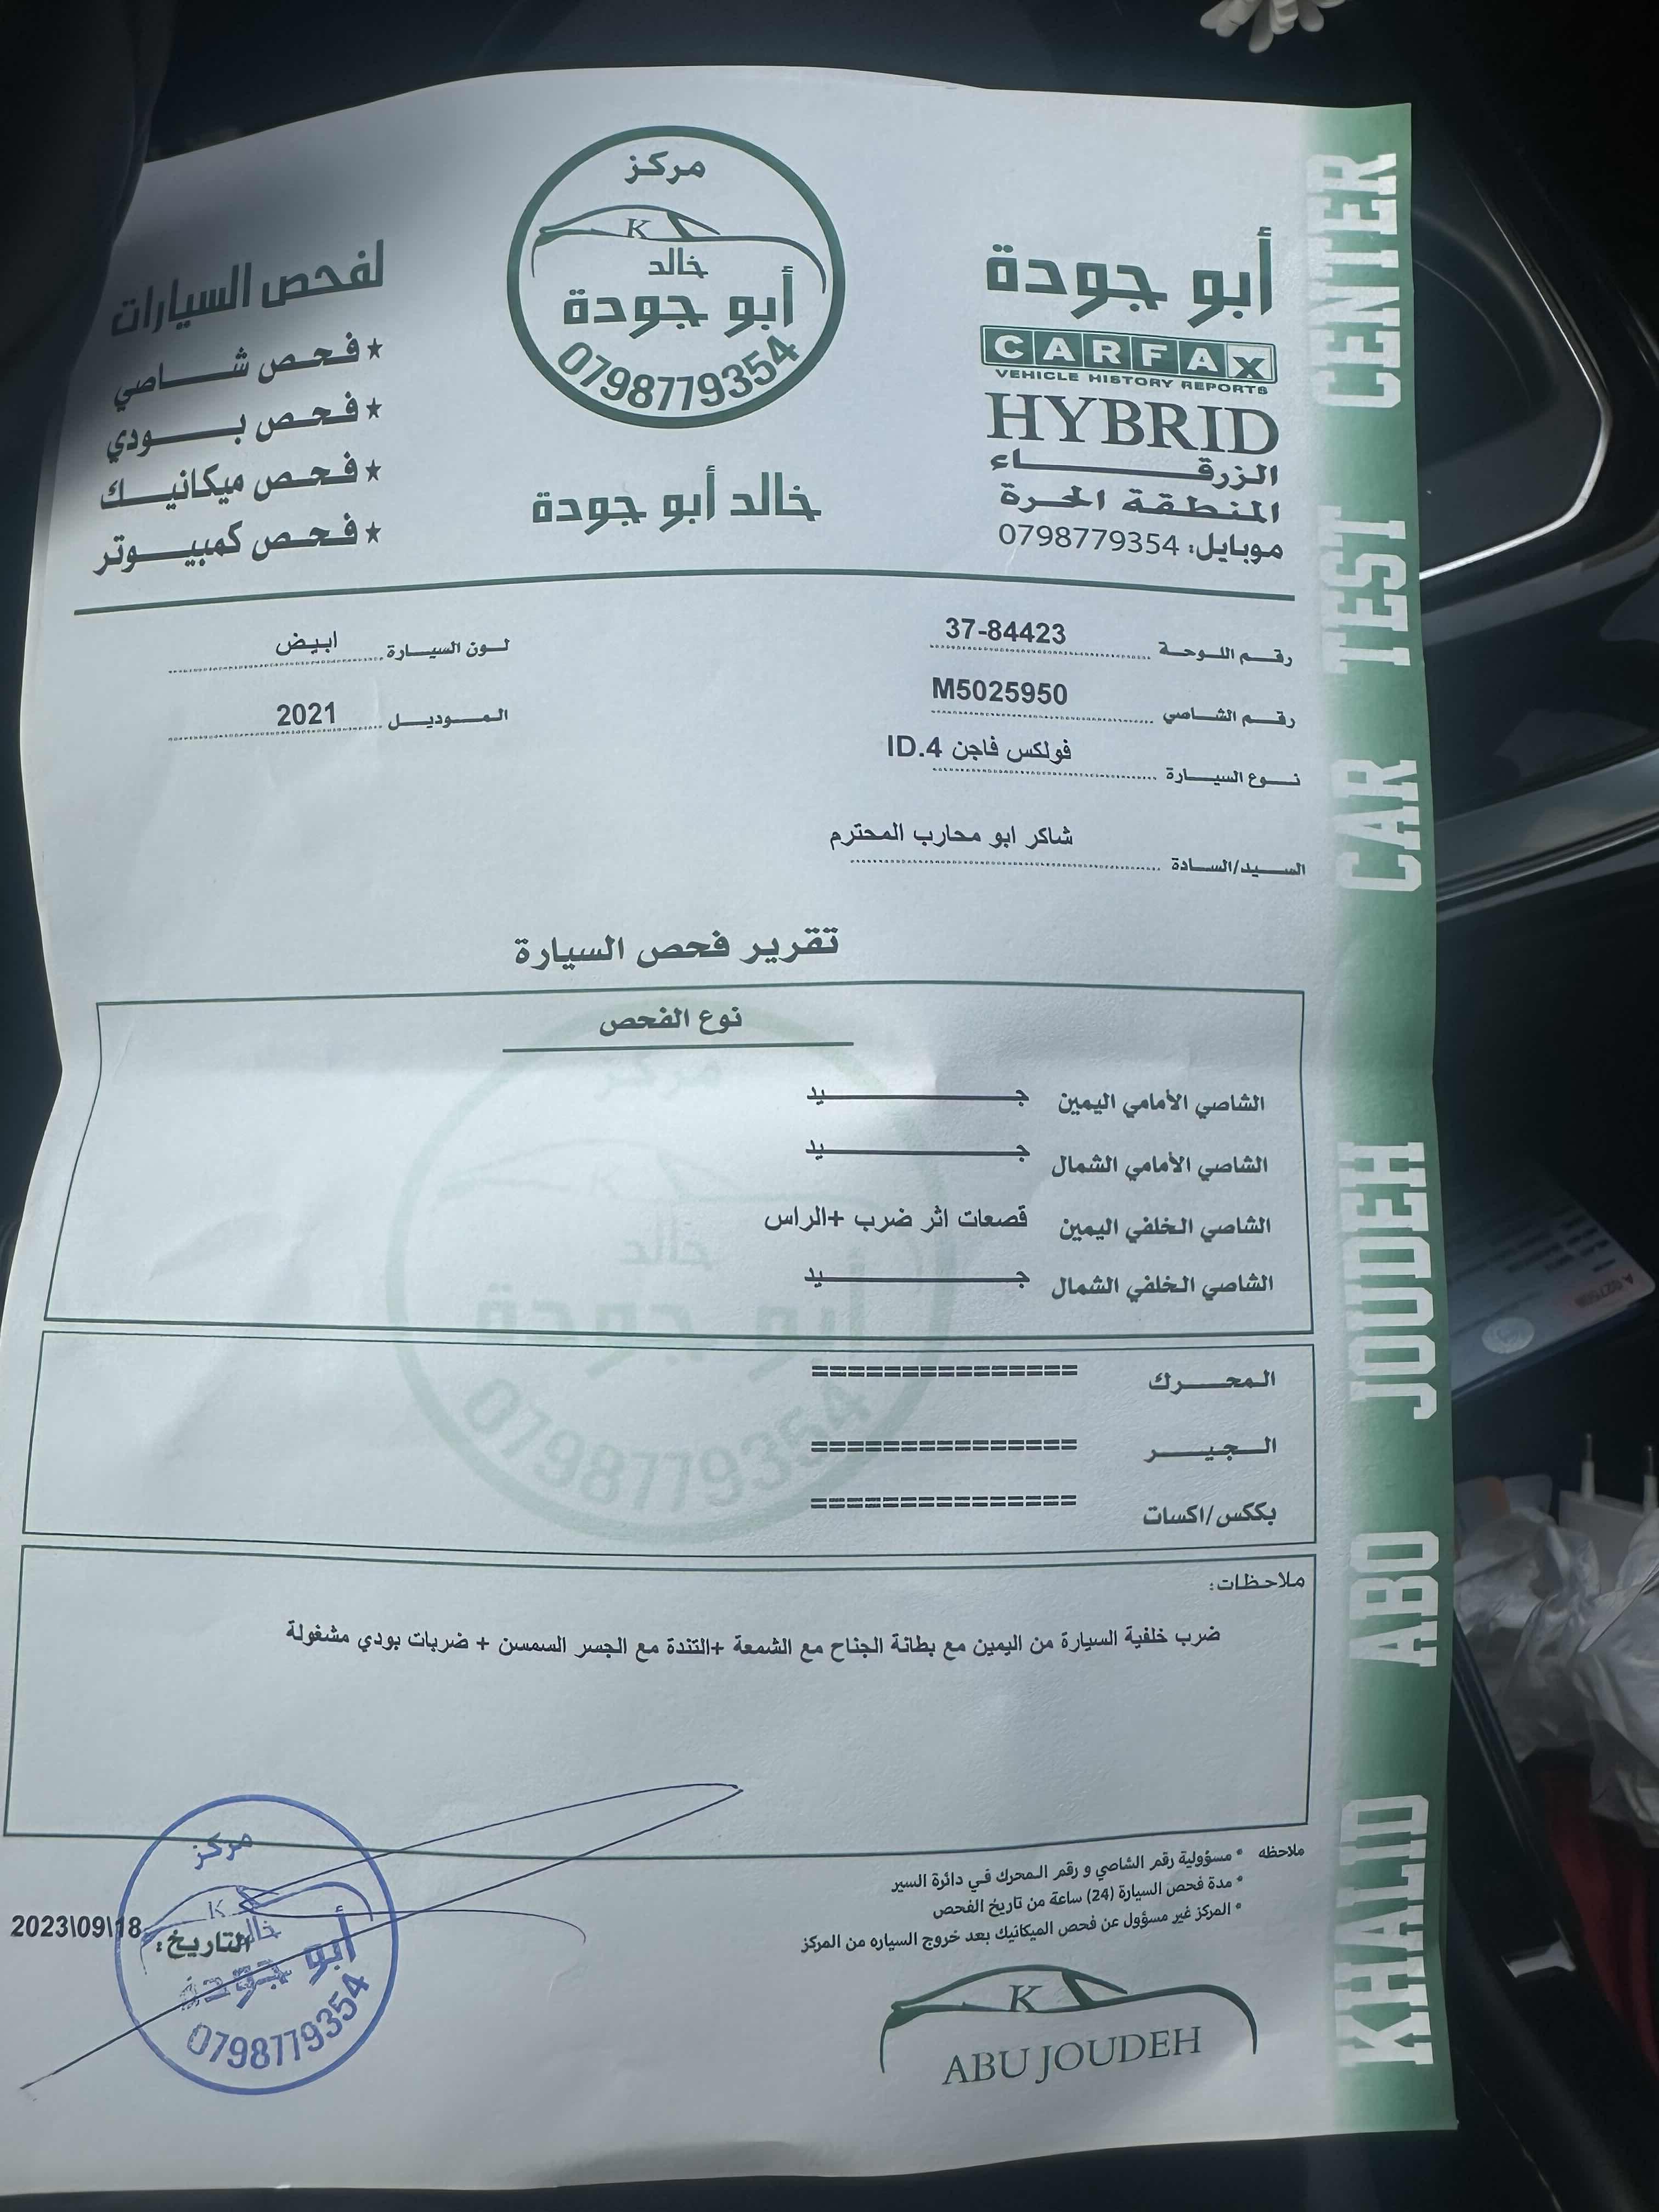 أبو جودة
CARFAX
VEHICLE HISTORY REPORTS
HYBRID
الزرقاء
المنطقة الحرة
موبايل: 0798779354
مركز
K
خالد
أبو جودة
0798779354
خالد أبو جودة
لفحص السيارات
* فحص شاصي
* فحص بودي
* فحص ميكانيك
* فحص كمبيوتر
رقم اللوحة 37-84423
لون السيارة ابيض
رقم الشاصي M5025950
الموديل 2021
نوع السيارة فولكس فاجن ID.4
السيد/السادة شاكر ابو محارب المحترم
تقرير فحص السيارة
نوع الفحص
الشاصي الأمامي اليمين جيد
الشاصي الأمامي الشمال جيد
الشاصي الخلفي اليمين قصعات اثر ضرب +الراس
الشاصي الخلفي الشمال جيد
المحرك ===============
الجير ===============
بككس/اكسات ===============
ملاحظات:
ضرب خلفية السيارة من اليمين مع بطانة الجناح مع الشمعة +التندة مع الجسر السمسن + ضربات بودي مشغولة
ملاحظه * مسؤولية رقم الشاصي و رقم المحرك في دائرة السير
* مدة فحص السيارة (24) ساعة من تاريخ الفحص
* المركز غير مسؤول عن فحص الميكانيك بعد خروج السياره من المركز
التاريخ: 2023\09\18
مركز
K
خالد
أبو جودة
0798779354
K
ABU JOUDEH
KHALID ABO JOUDEH CAR TEST CENTER